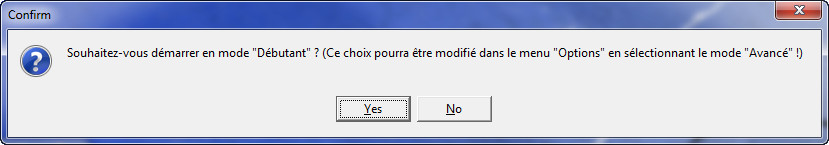 Confirm
Souhaitez-vous démarrer en mode "Débutant" ? (Ce choix pourra être modifié dans le menu "Options" en sélectionnant le mode "Avancé" !)
Yes No